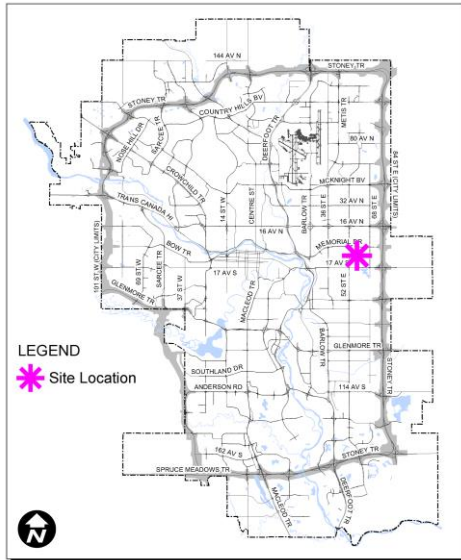 144 AV N
STONEY TR
STONEY TR
COUNTRY HILLS BV
METIS TR
NOSE HILL DR
SARCEE TR
DEERFOOT TR
80 AV N
CROWCHILD TR
84 ST E (CITY LIMITS)
MCKNIGHT BV
TRANS CANADA HI
14 ST W
CENTRE ST
BARLOW TR
36 ST E
32 AV N
68 ST E
16 AV N
16 AV N
101 ST W (CITY LIMITS)
BOW TR
MEMORIAL DR
17 AV S
17 AV S
69 ST W
SARCEE TR
37 ST W
52 ST E
GLENMORE TR
MACLEOD TR
BARLOW TR
GLENMORE TR
LEGEND
Site Location
SOUTHLAND DR
STONEY TR
ANDERSON RD
114 AV S
162 AV S
STONEY TR
SPRUCE MEADOWS TR
MACLEOD TR
DEERFOOT TR
N